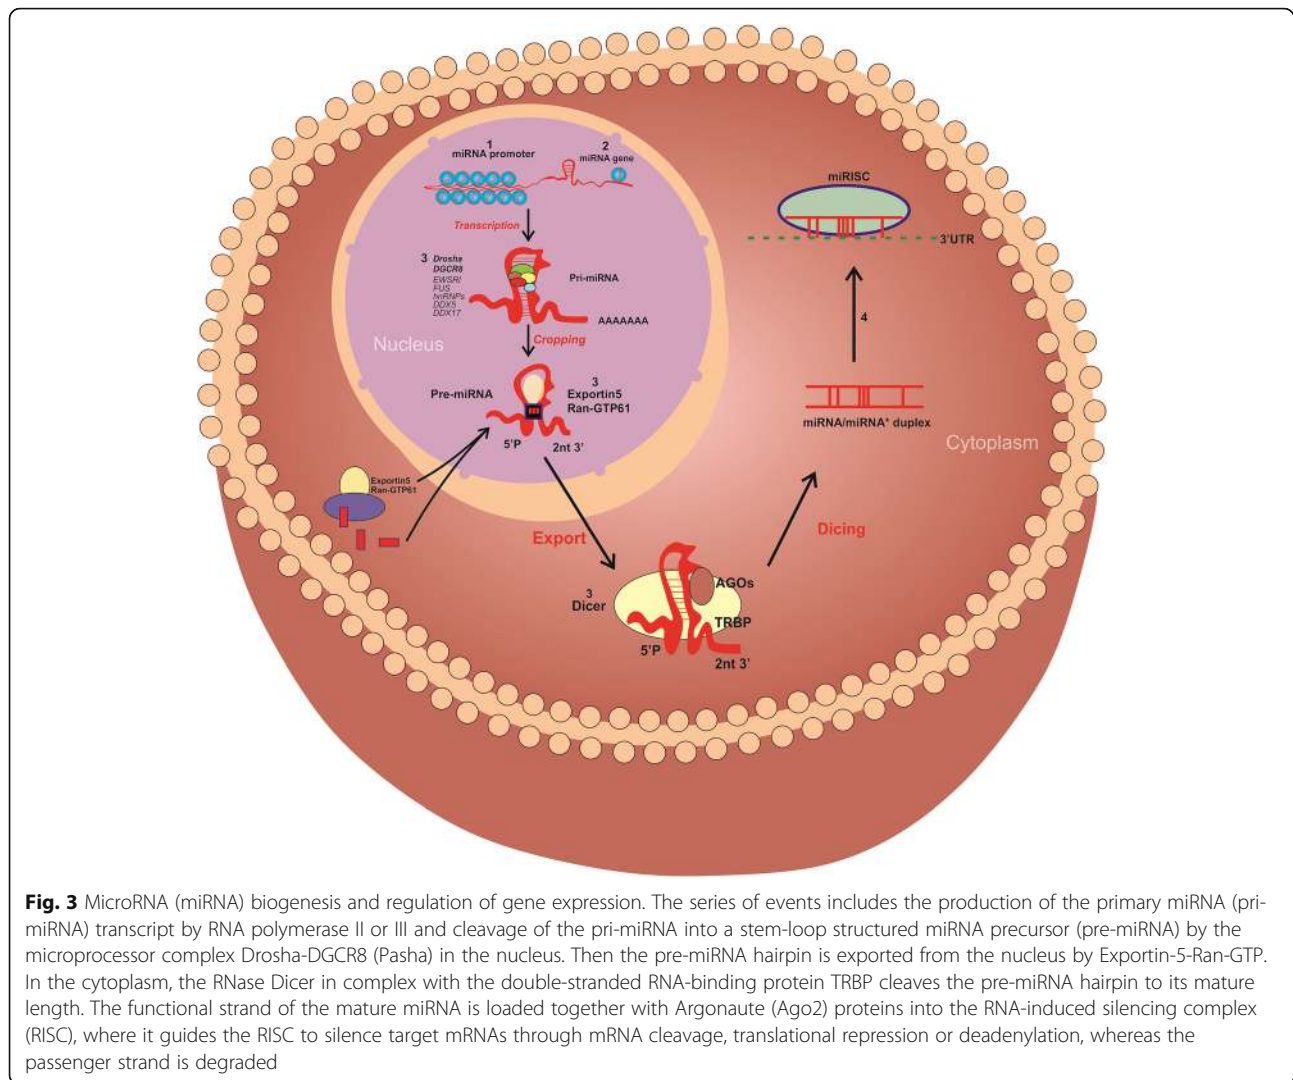 1
miRNA promoter
2
miRNA gene
Transcription
3 Drosha
DGCR8
EWSRI
FUS
hnRNPs
DDX5
DDX17
Pri-miRNA
AAAAAAA
Cropping
Nucleus
Pre-miRNA
3
Exportin5
Ran-GTP61
5'P
2nt 3'
Exportin5
Ran-GTP61
Export
3
Dicer
AGOs
TRBP
5'P
2nt 3'
Dicing
miRNA/miRNA* duplex
Cytoplasm
4
miRISC
3'UTR
Fig. 3 MicroRNA (miRNA) biogenesis and regulation of gene expression. The series of events includes the production of the primary miRNA (pri-
miRNA) transcript by RNA polymerase II or III and cleavage of the pri-miRNA into a stem-loop structured miRNA precursor (pre-miRNA) by the
microprocessor complex Drosha-DGCR8 (Pasha) in the nucleus. Then the pre-miRNA hairpin is exported from the nucleus by Exportin-5-Ran-GTP.
In the cytoplasm, the RNase Dicer in complex with the double-stranded RNA-binding protein TRBP cleaves the pre-miRNA hairpin to its mature
length. The functional strand of the mature miRNA is loaded together with Argonaute (Ago2) proteins into the RNA-induced silencing complex
(RISC), where it guides the RISC to silence target mRNAs through mRNA cleavage, translational repression or deadenylation, whereas the
passenger strand is degraded